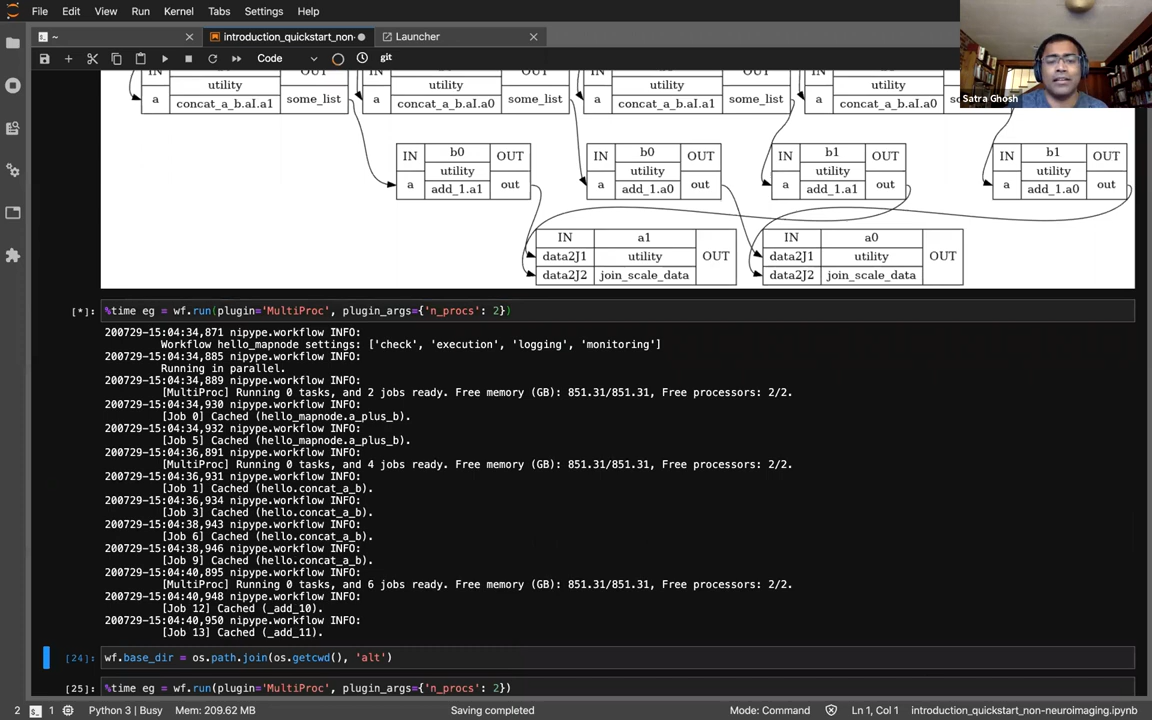 File Edit View Run Kernel Tabs Settings Help
~ introduction_quickstart_non- Launcher
Code git
Satra Ghosh
IN OUT
utility utility utility utility
a concat_a_b.aI.a1 some_list a concat_a_b.aI.a0 some_list a concat_a_b.aI.a1 some_list a concat_a_b.aI.a0
IN b0 OUT IN b0 OUT IN b1 OUT IN b1 OUT
utility utility utility utility
a add_1.a1 out a add_1.a0 out a add_1.a1 out a add_1.a0 out
IN a1 OUT IN a0 OUT
data2J1 utility data2J1 utility
data2J2 join_scale_data data2J2 join_scale_data
[*]: %time eg = wf.run(plugin='MultiProc', plugin_args={'n_procs': 2})
200729-15:04:34,871 nipype.workflow INFO:
Workflow hello_mapnode settings: ['check', 'execution', 'logging', 'monitoring']
200729-15:04:34,885 nipype.workflow INFO:
Running in parallel.
200729-15:04:34,889 nipype.workflow INFO:
[MultiProc] Running 0 tasks, and 2 jobs ready. Free memory (GB): 851.31/851.31, Free processors: 2/2.
200729-15:04:34,930 nipype.workflow INFO:
[Job 0] Cached (hello_mapnode.a_plus_b).
200729-15:04:34,932 nipype.workflow INFO:
[Job 5] Cached (hello_mapnode.a_plus_b).
200729-15:04:36,891 nipype.workflow INFO:
[MultiProc] Running 0 tasks, and 4 jobs ready. Free memory (GB): 851.31/851.31, Free processors: 2/2.
200729-15:04:36,931 nipype.workflow INFO:
[Job 1] Cached (hello.concat_a_b).
200729-15:04:36,934 nipype.workflow INFO:
[Job 3] Cached (hello.concat_a_b).
200729-15:04:38,943 nipype.workflow INFO:
[Job 6] Cached (hello.concat_a_b).
200729-15:04:38,946 nipype.workflow INFO:
[Job 9] Cached (hello.concat_a_b).
200729-15:04:40,895 nipype.workflow INFO:
[MultiProc] Running 0 tasks, and 6 jobs ready. Free memory (GB): 851.31/851.31, Free processors: 2/2.
200729-15:04:40,948 nipype.workflow INFO:
[Job 12] Cached (_add_10).
200729-15:04:40,950 nipype.workflow INFO:
[Job 13] Cached (_add_11).
[24]: wf.base_dir = os.path.join(os.getcwd(), 'alt')
[25]: %time eg = wf.run(plugin='MultiProc', plugin_args={'n_procs': 2})
2 1 Python 3 | Busy Mem: 209.62 MB Saving completed Mode: Command Ln 1, Col 1 introduction_quickstart_non-neuroimaging.ipynb